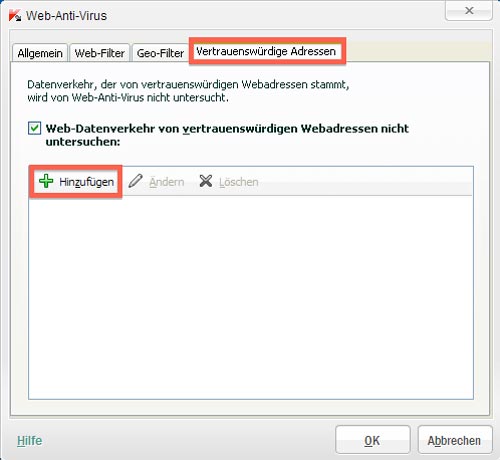 Web-Anti-Virus
Allgemein Web-Filter Geo-Filter Vertrauenswürdige Adressen
Datenverkehr, der von vertrauenswürdigen Webadressen stammt,
wird von Web-Anti-Virus nicht untersucht.
Web-Datenverkehr von vertrauenswürdigen Webadressen nicht
untersuchen:
Hinzufügen Ändern Löschen
Hilfe OK Abbrechen